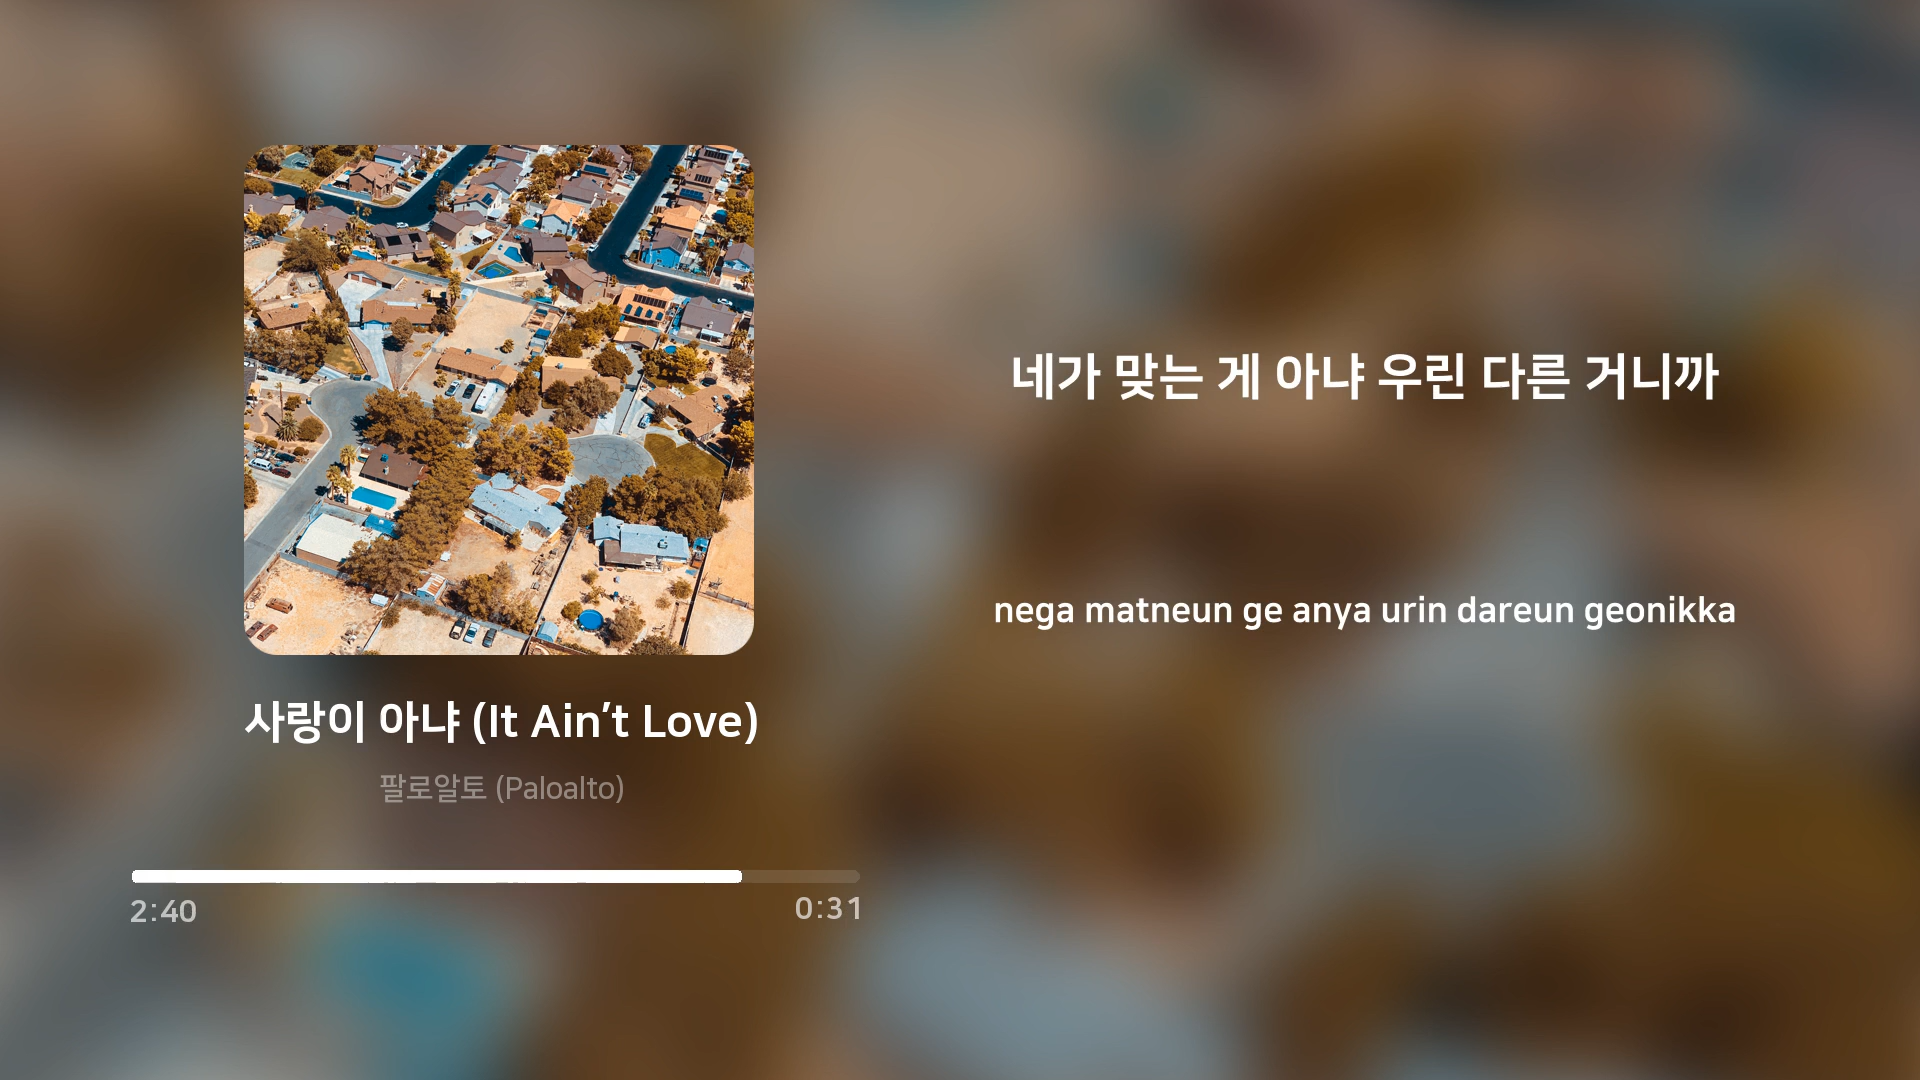 네가 맞는 게 아냐 우린 다른 거니까
nega matneun ge anya urin dareun geonikka
사랑이 아냐 (It Ain't Love)
팔로알토 (Paloalto)
2:40
0:31